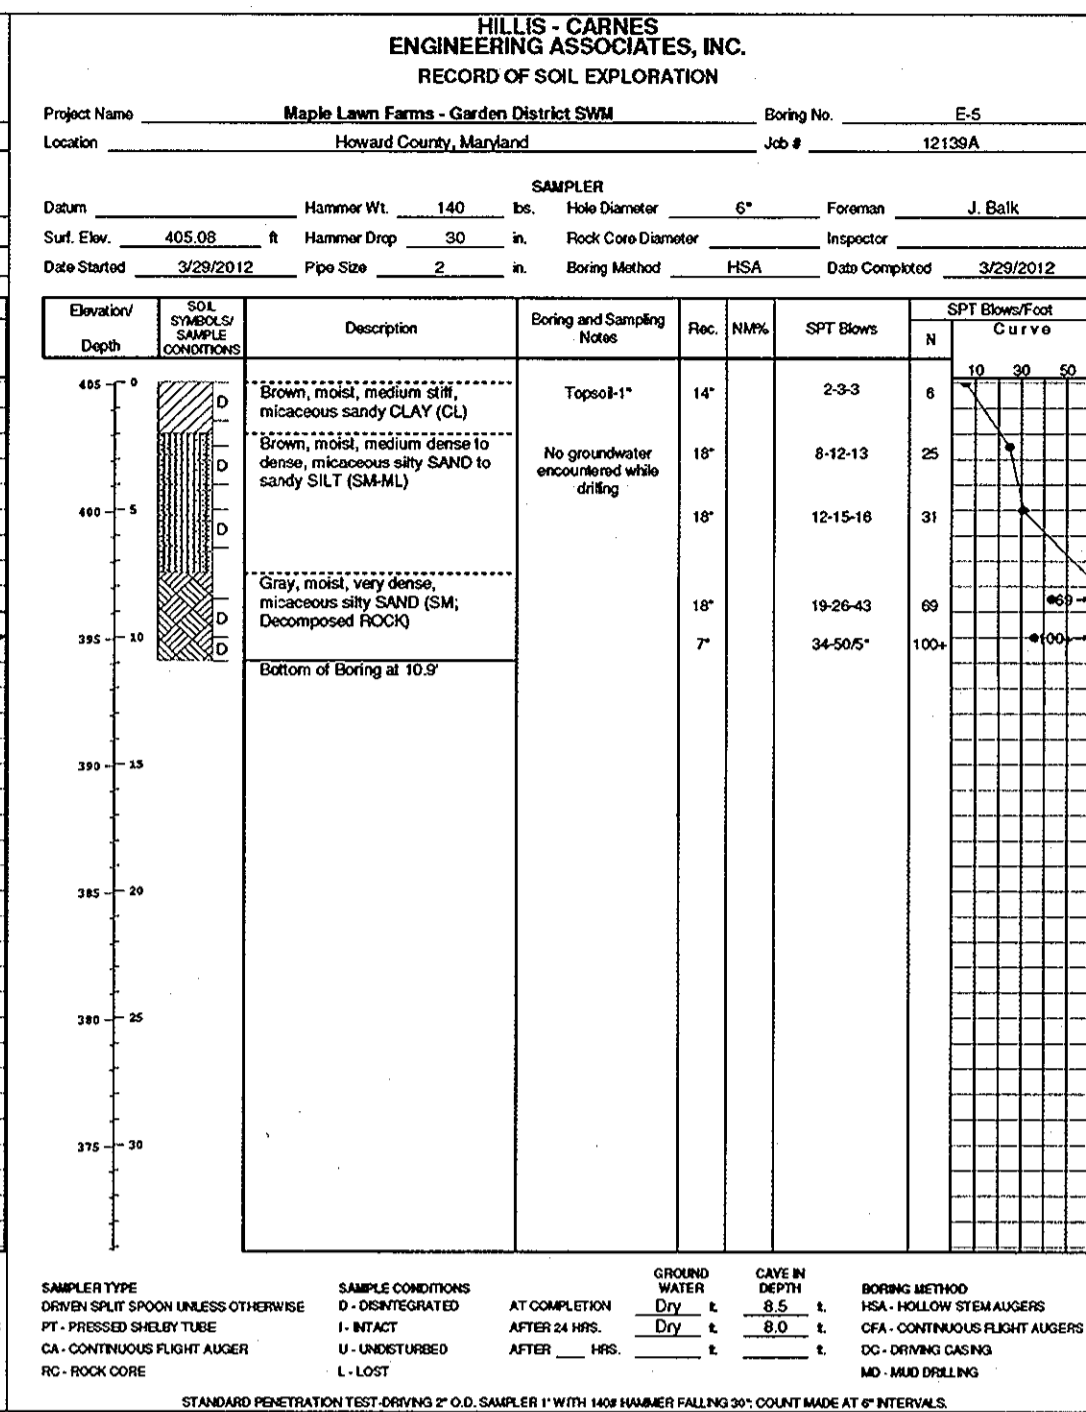 HILLIS - CARNES
ENGINEERING ASSOCIATES, INC.
RECORD OF SOIL EXPLORATION
Project Name Maple Lawn Farms - Garden District SWM Boring No. E-5
Location Howard County, Maryland Job # 12139A
SAMPLER
Datum Hammer Wt. 140 lbs. Hole Diameter 6" Foreman J. Balk
Surf. Elev. 405.08 ft Hammer Drop 30 in. Rock Core Diameter Inspector
Date Started 3/29/2012 Pipe Size 2 in. Boring Method HSA Date Completed 3/29/2012
Elevation/
Depth
SOIL
SYMBOLS/
SAMPLE
CONDITIONS
Description
Boring and Sampling
Notes
Rec.
NM%
SPT Blows
SPT Blows/Foot
N
Curve
10 30 50
405 0
D
Brown, moist, medium stiff,
micaceous sandy CLAY (CL)
Topsoil-1"
14"
2-3-3
6
D
Brown, moist, medium dense to
dense, micaceous silty SAND to
sandy SILT (SM-ML)
No groundwater
encountered while
drilling
18"
8-12-13
25
400 5
D
18"
12-15-16
31
D
Gray, moist, very dense,
micaceous silty SAND (SM;
Decomposed ROCK)
18"
19-26-43
69
69
395 10
D
7"
34-50/5"
100+
100+
Bottom of Boring at 10.9'
390 15
385 20
380 25
375 30
SAMPLER TYPE
DRIVEN SPLIT SPOON UNLESS OTHERWISE
PT - PRESSED SHELBY TUBE
CA - CONTINUOUS FLIGHT AUGER
RC - ROCK CORE
SAMPLE CONDITIONS
D - DISINTEGRATED
I - INTACT
U - UNDISTURBED
L - LOST
GROUND
WATER
CAVE IN
DEPTH
AT COMPLETION Dry ft. 8.5 ft.
AFTER 24 HRS. Dry ft. 8.0 ft.
AFTER ___ HRS. ft. ft.
BORING METHOD
HSA - HOLLOW STEM AUGERS
CFA - CONTINUOUS FLIGHT AUGERS
DC - DRIVING CASING
MD - MUD DRILLING
STANDARD PENETRATION TEST-DRIVING 2" O.D. SAMPLER 1' WITH 140# HAMMER FALLING 30"; COUNT MADE AT 6" INTERVALS.